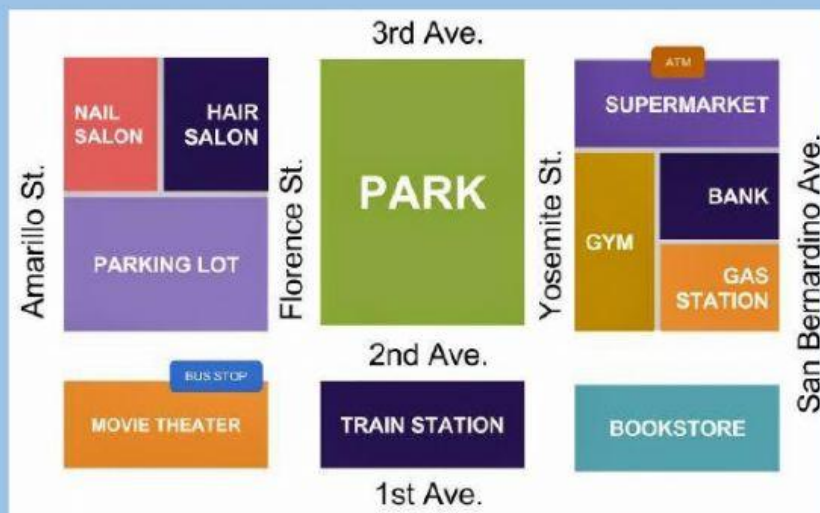 3rd Ave.
ATM
NAIL
SALON
HAIR
SALON
SUPERMARKET
Amarillo St.
Florence St.
PARK
Yosemite St.
GYM
BANK
San Bernardino Ave.
PARKING LOT
GAS
STATION
2nd Ave.
BUS STOP
MOVIE THEATER
TRAIN STATION
BOOKSTORE
1st Ave.